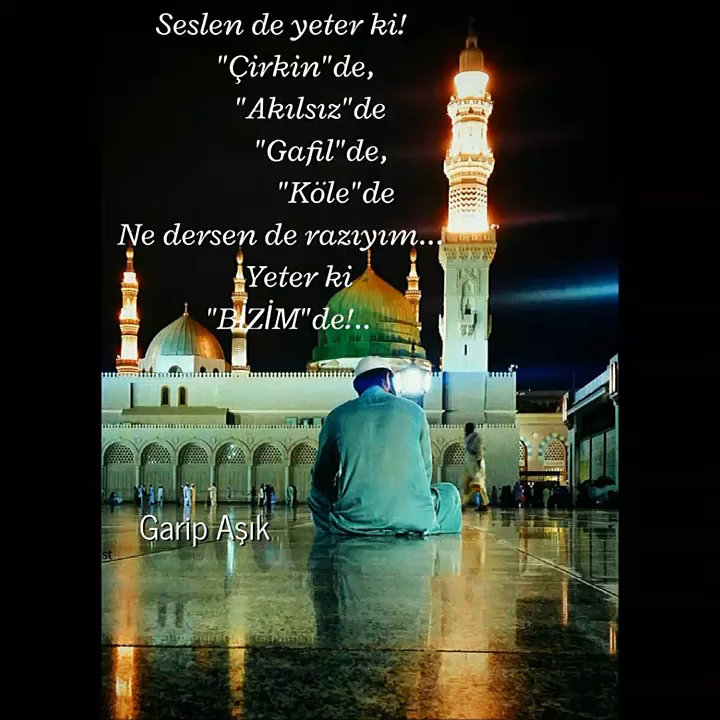 Seslen de yeter ki!
"Çirkin"de,
"Akılsız"de
"Gafil"de,
"Köle"de
Ne dersen de razıyım...
Yeter ki
"BİZİM"de!..
Garip Aşık
st